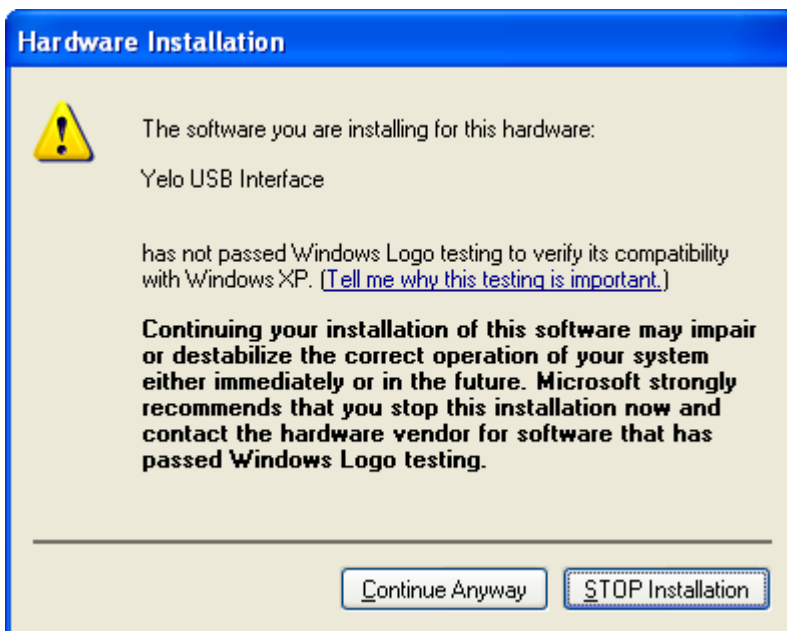 Hardware Installation
The software you are installing for this hardware:
Yelo USB Interface
has not passed Windows Logo testing to verify its compatibility
with Windows XP. (Tell me why this testing is important.)
Continuing your installation of this software may impair
or destabilize the correct operation of your system
either immediately or in the future. Microsoft strongly
recommends that you stop this installation now and
contact the hardware vendor for software that has
passed Windows Logo testing.
Continue Anyway STOP Installation